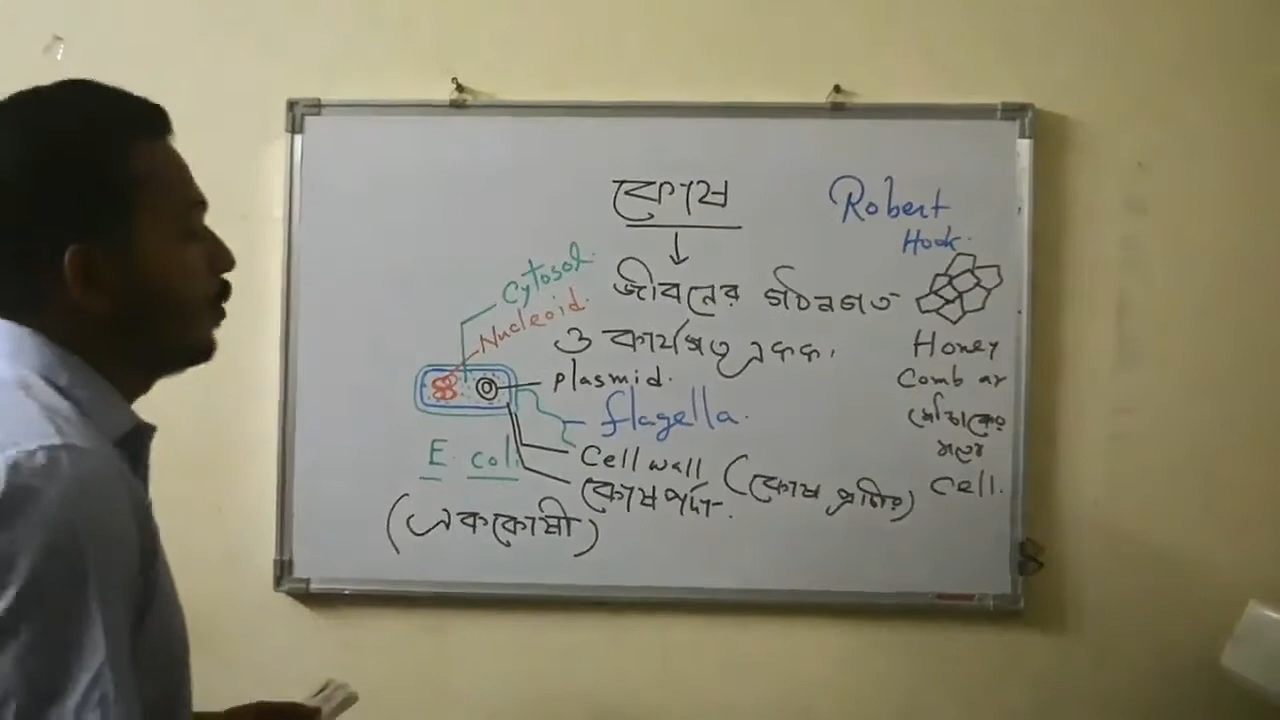 কোষ
জীবনের গঠনগত
ও কার্যগত একক।
Robert
Hook.
Honey
Comb or
মৌচাকের
মতো
Cell.
Cytosol.
Nucleoid.
plasmid.
flagella.
Cell wall (কোষ প্রাচির)
কোষপর্দা.
E. coli
(এককোষী)